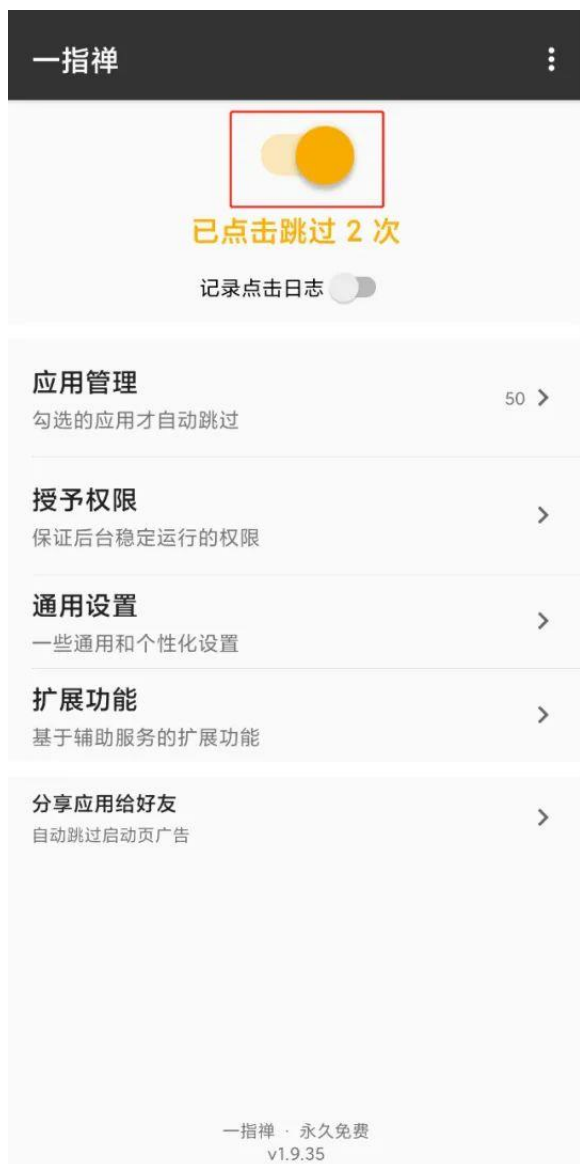 一指禅
已点击跳过 2 次
记录点击日志
应用管理
勾选的应用才自动跳过
50
授予权限
保证后台稳定运行的权限
通用设置
一些通用和个性化设置
扩展功能
基于辅助服务的扩展功能
分享应用给好友
自动跳过启动页广告
一指禅 · 永久免费
v1.9.35